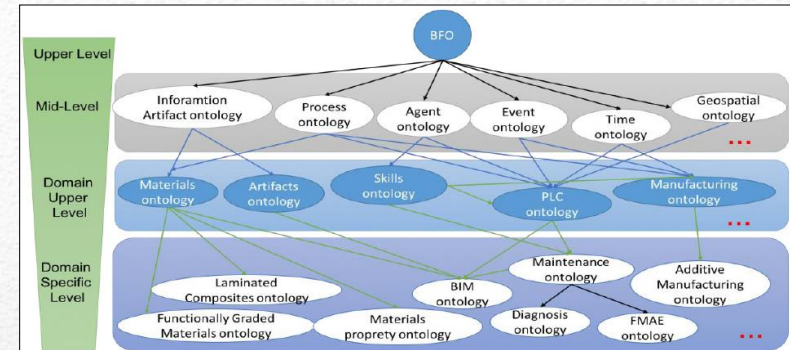 BFO
Upper Level
Mid-Level
Inforamtion
Artifact ontology
Process
ontology
Agent
ontology
Event
ontology
Time
ontology
Geospatial
ontology
...
Domain
Upper
Level
Materials
ontology
Artifacts
ontology
Skills
ontology
PLC
ontology
Manufacturing
ontology
...
Domain
Specific
Level
Laminated
Composites ontology
Functionally Graded
Materials ontology
Materials
proprety ontology
BIM
ontology
Maintenance
ontology
Diagnosis
ontology
FMAE
ontology
Additive
Manufacturing
ontology
...